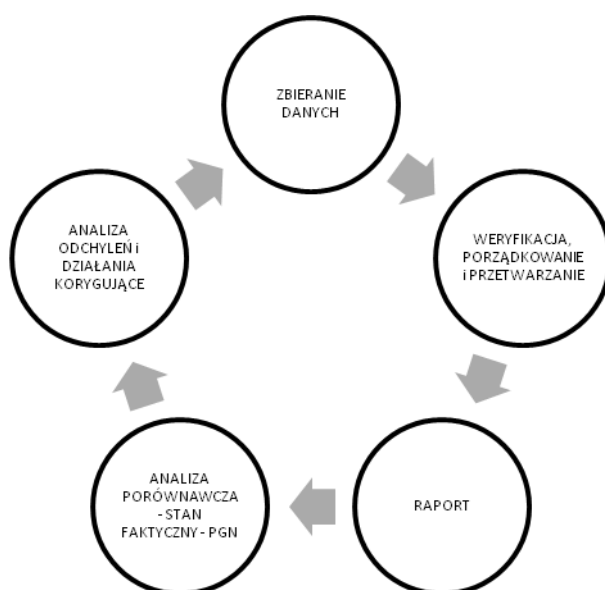 ZBIERANIE
DANYCH
WERYFIKACJA,
PORZĄDKOWANIE
i PRZETWARZANIE
RAPORT
ANALIZA
PORÓWNAWCZA
- STAN
FAKTYCZNY - PGN
ANALIZA
ODCHYLEŃ i
DZIAŁANIA
KORYGUJĄCE